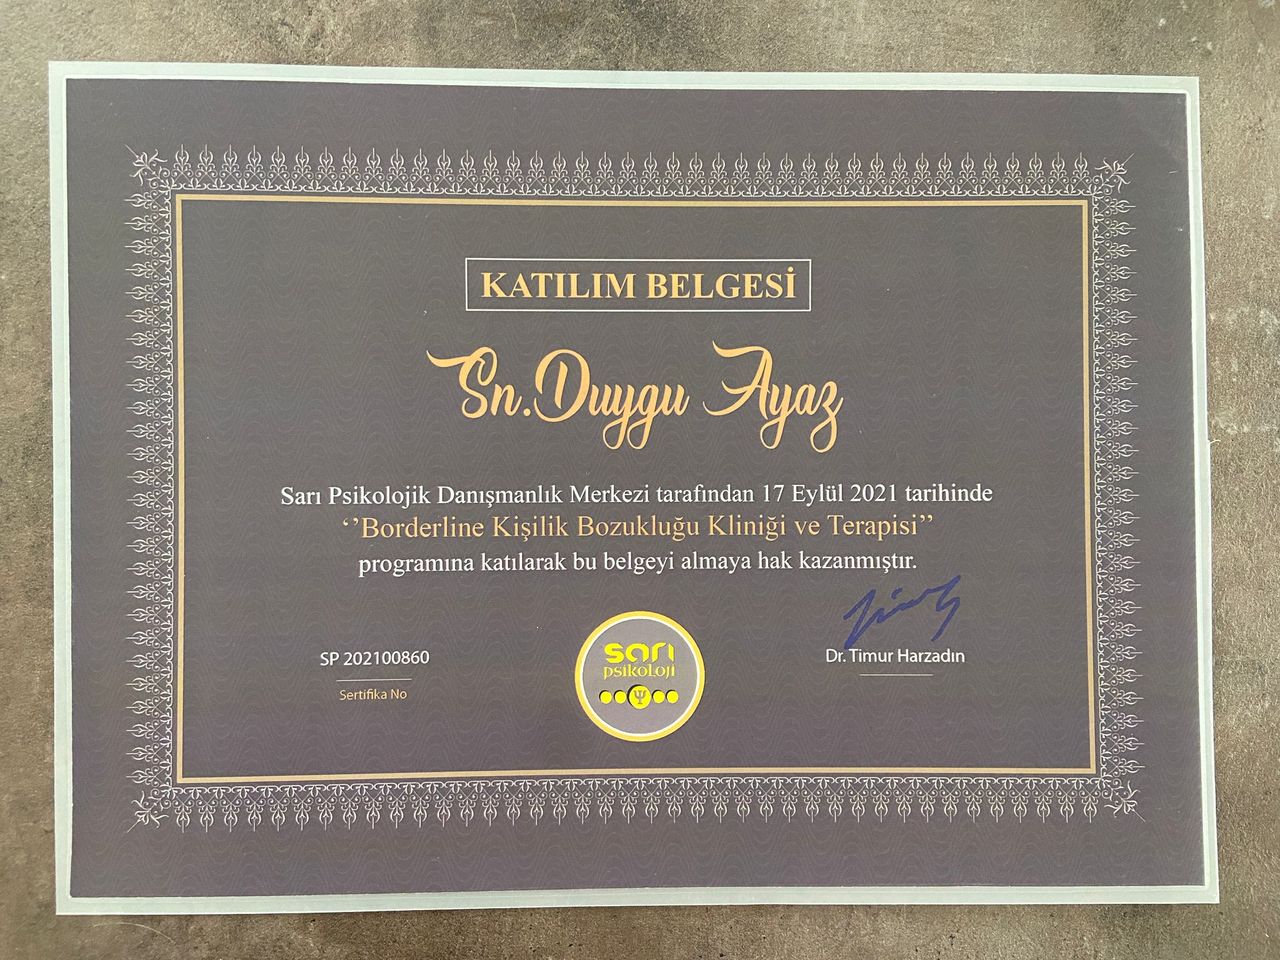 KATILIM BELGESİ
Sn.Duygu Ayaz
Sarı Psikolojik Danışmanlık Merkezi tarafından 17 Eylül 2021 tarihinde
‘’Borderline Kişilik Bozukluğu Kliniği ve Terapisi’’
programına katılarak bu belgeyi almaya hak kazanmıştır.
SP 202100860
Sertifika No
sarı
psikoloji
Ψ
Dr. Timur Harzadın